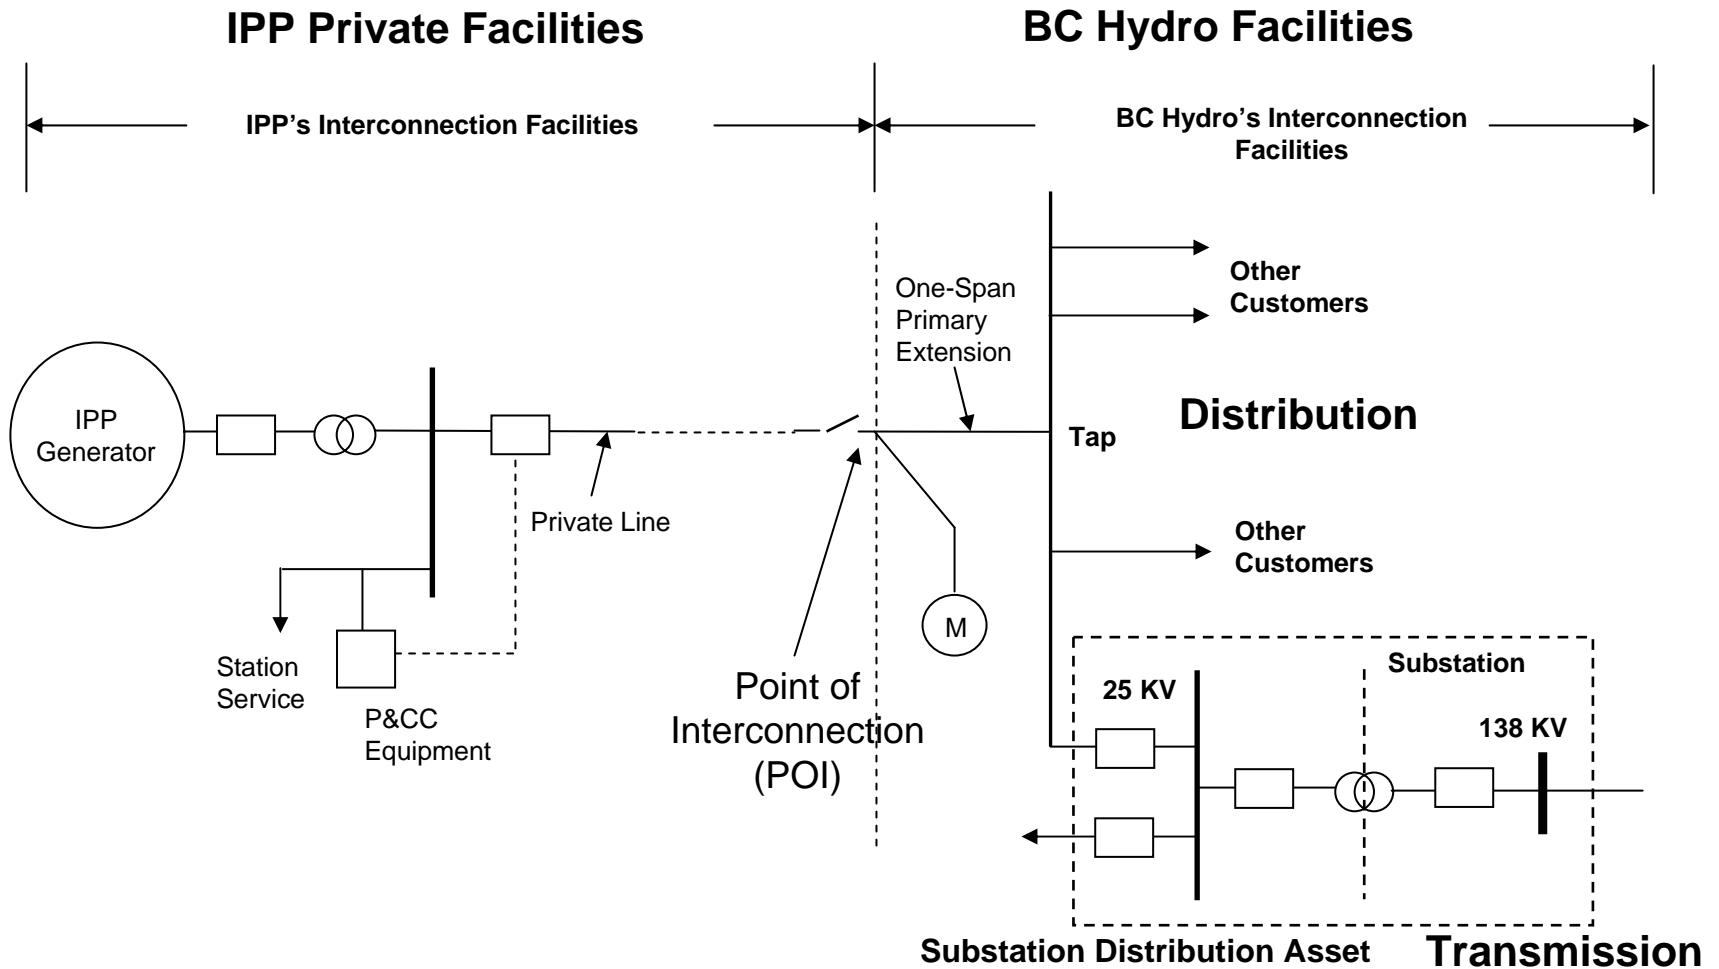 IPP Private Facilities
BC Hydro Facilities
IPP's Interconnection Facilities
BC Hydro's Interconnection
Facilities
Other
Customers
One-Span
Primary
Extension
IPP
Generator
Tap
Distribution
Private Line
Other
Customers
M
Station
Service
P&CC
Equipment
Point of
Interconnection
(POI)
Substation
25 KV
138 KV
Substation Distribution Asset
Transmission